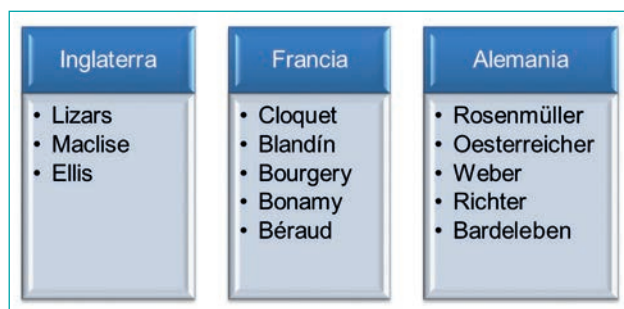 Inglaterra
• Lizars
• Maclise
• Ellis
Francia
• Cloquet
• Blandín
• Bourgery
• Bonamy
• Béraud
Alemania
• Rosenmüller
• Oesterreicher
• Weber
• Richter
• Bardeleben